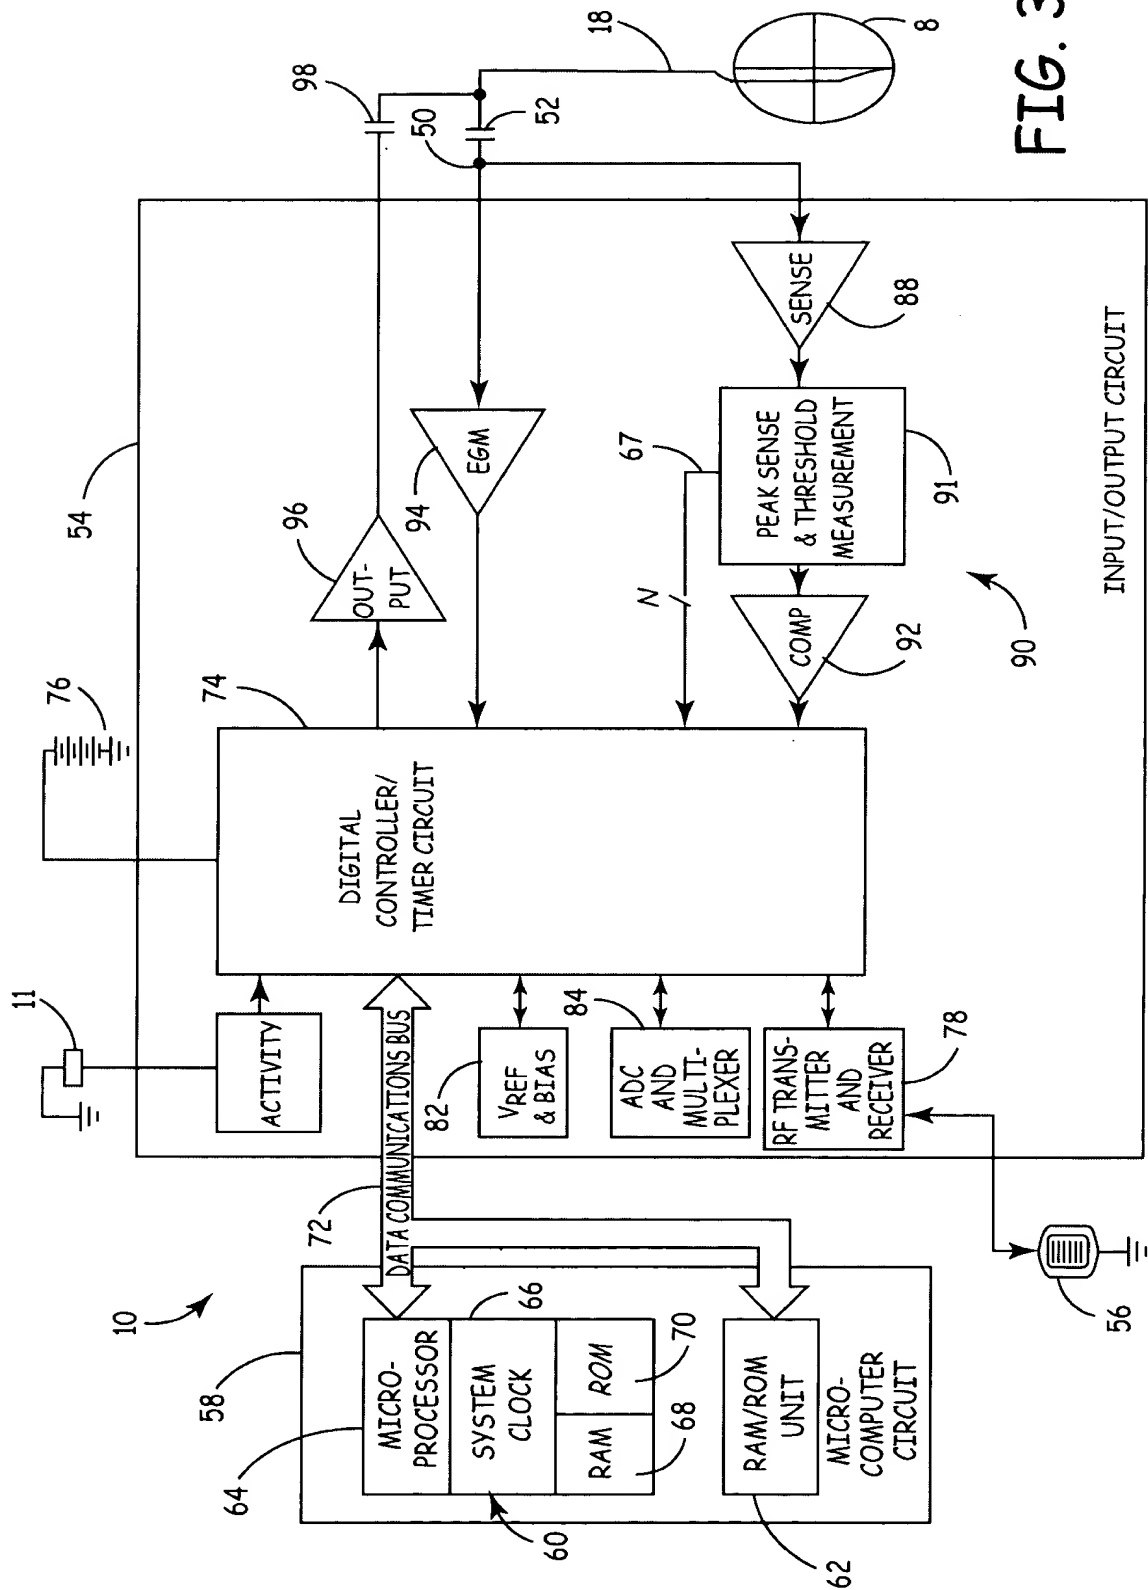 10
58
64
MICRO-
PROCESSOR
66
SYSTEM
CLOCK
60
RAM
68
ROM
70
RAM/ROM
UNIT
62
MICRO-
COMPUTER
CIRCUIT
72
DATA COMMUNICATIONS BUS
56
11
ACTIVITY
82
VREF
& BIAS
84
ADC
AND
MULTI-
PLEXER
RF TRANS-
MITTER
AND
RECEIVER
78
76
74
DIGITAL
CONTROLLER/
TIMER CIRCUIT
54
96
OUT-
PUT
94
EGM
67
N
COMP
92
90
PEAK SENSE
& THRESHOLD
MEASUREMENT
91
SENSE
88
INPUT/OUTPUT CIRCUIT
98
50
52
18
8
FIG. 3